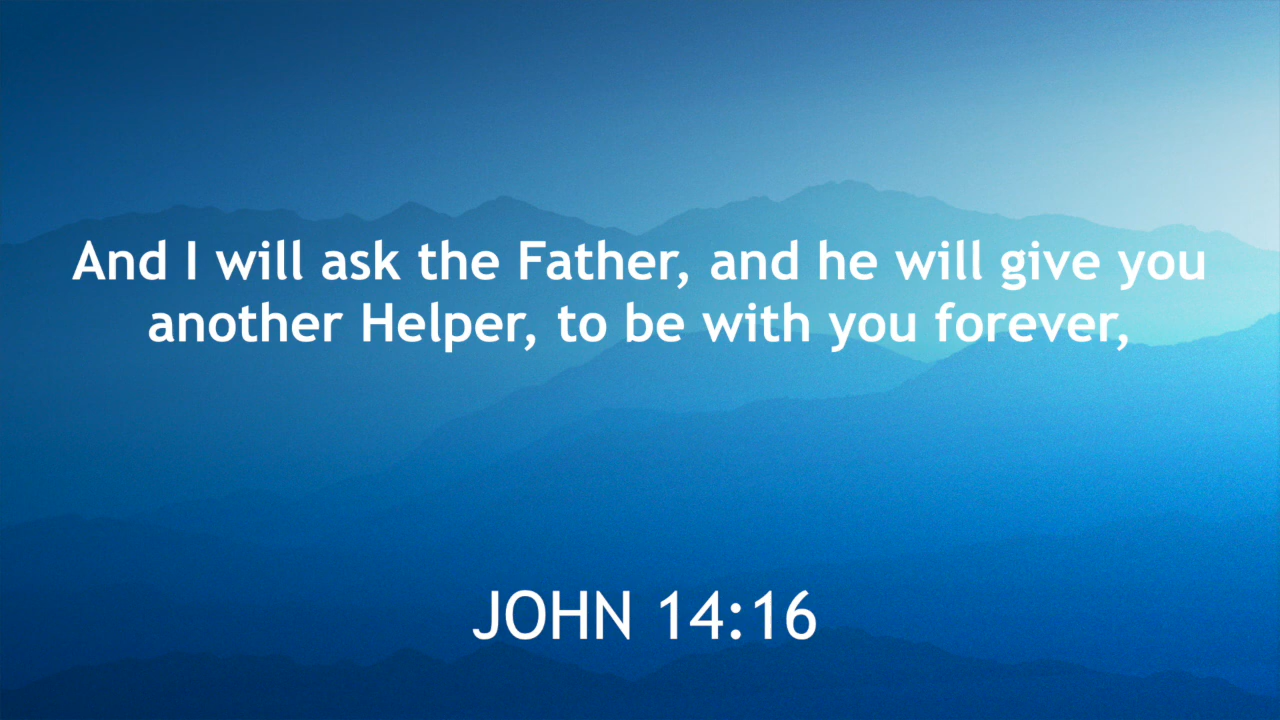 And I will ask the Father, and he will give you
another Helper, to be with you forever,
JOHN 14:16